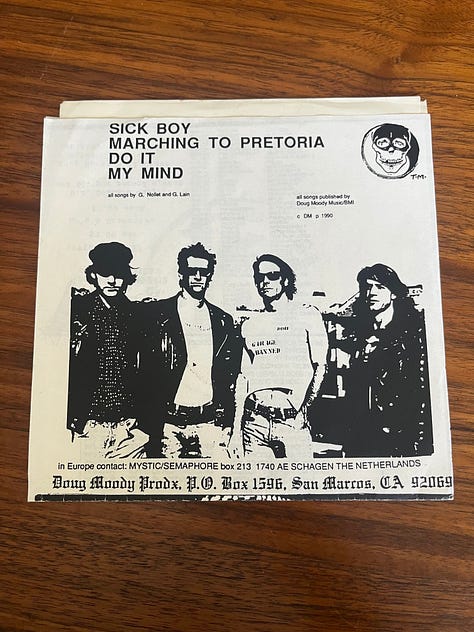 SICK BOY
MARCHING TO PRETORIA
DO IT
MY MIND
T.M.
all songs by G. Nollet and G. Lain
all songs published by
Doug Moody Music/BMI
c DM p 1990
BANNED
in Europe contact: MYSTIC/SEMAPHORE box 213 1740 AE SCHAGEN THE NETHERLANDS
Doug Moody Prodx, P.O. Box 1596, San Marcos, CA 92069